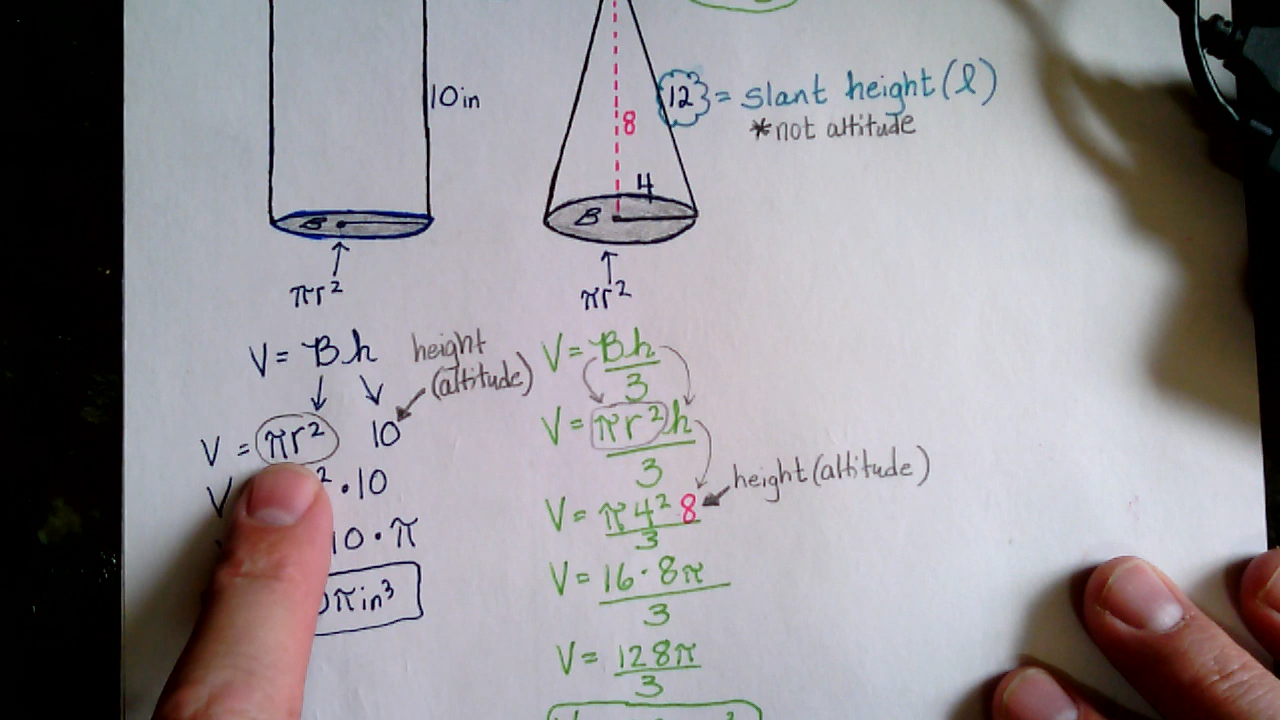 10in
12 = slant height (l)
*not altitude
8
4
B
B
πr²
πr²
V = Bh
height
(altitude)
V = πr² 10
² · 10
10 · π
πin³
V = Bh/3
V = πr²h/3
V = π4²8/3
height (altitude)
V = 16 · 8π/3
V = 128π/3